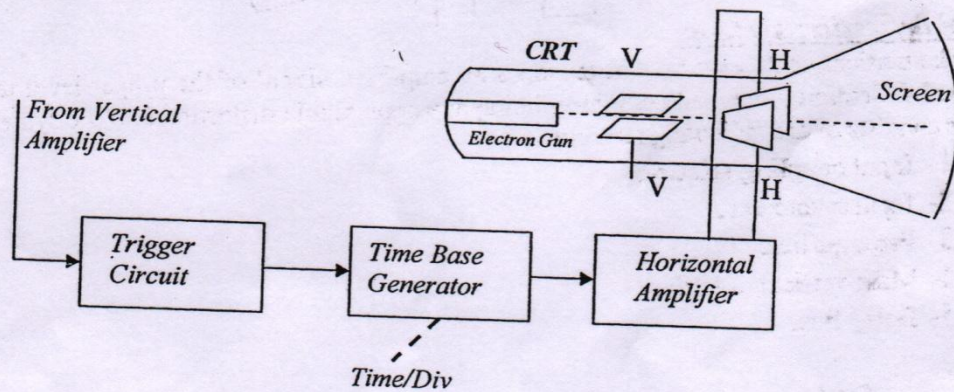 CRT
V
H
Screen
From Vertical
Amplifier
Electron Gun
V
H
Trigger
Circuit
Time Base
Generator
Horizontal
Amplifier
Time/Div